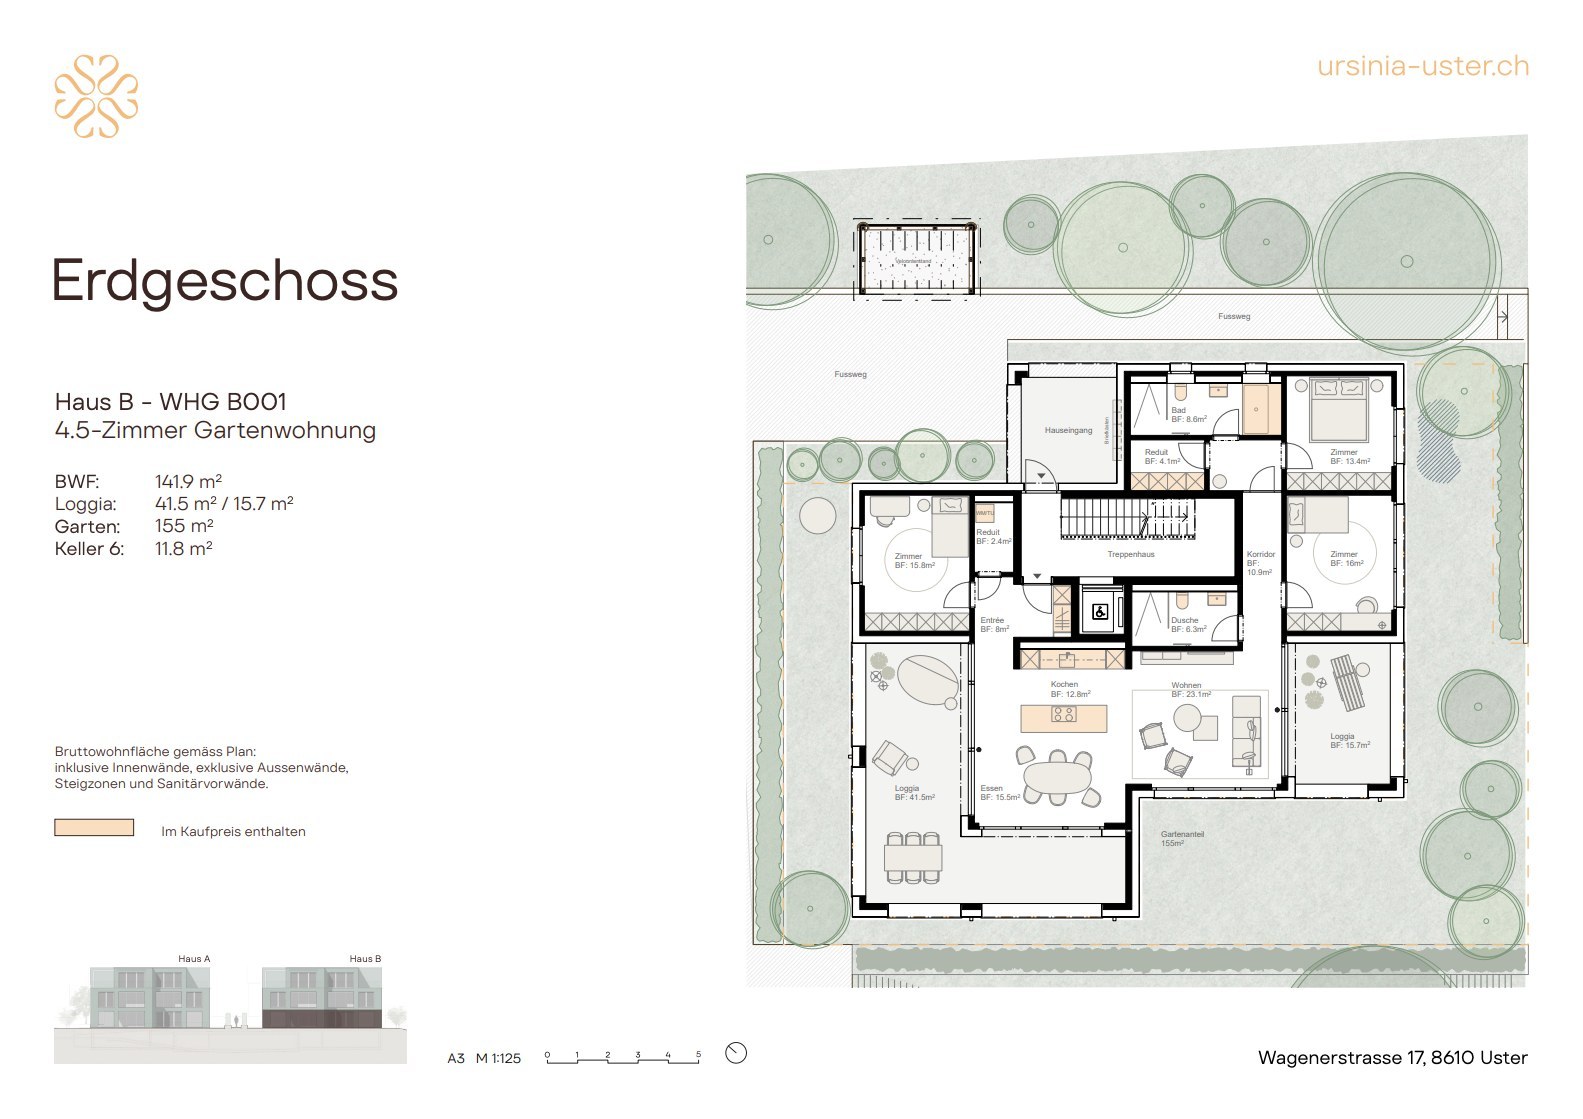 ursinia-uster.ch
Erdgeschoss
Haus B - WHG B001
4.5-Zimmer Gartenwohnung
BWF: 141.9 m²
Loggia: 41.5 m² / 15.7 m²
Garten: 155 m²
Keller 6: 11.8 m²
Bruttowohnfläche gemäss Plan:
inklusive Innenwände, exklusive Aussenwände,
Steigzonen und Sanitärvorwände.
Im Kaufpreis enthalten
Haus A
Haus B
A3 M 1:125
0 1 2 3 4 5
Fussweg
Fussweg
Hauseingang
Briefkästen
Bad
BF: 8.6m²
Reduit
BF: 4.1m²
Zimmer
BF: 13.4m²
Zimmer
BF: 15.8m²
WM/TU
Reduit
BF: 2.4m²
Treppenhaus
Korridor
BF:
10.9m²
Zimmer
BF: 16m²
Entrée
BF: 8m²
Dusche
BF: 6.3m²
Kochen
BF: 12.8m²
Wohnen
BF: 23.1m²
Loggia
BF: 15.7m²
Loggia
BF: 41.5m²
Essen
BF: 15.5m²
Gartenanteil
155m²
Wagenerstrasse 17, 8610 Uster